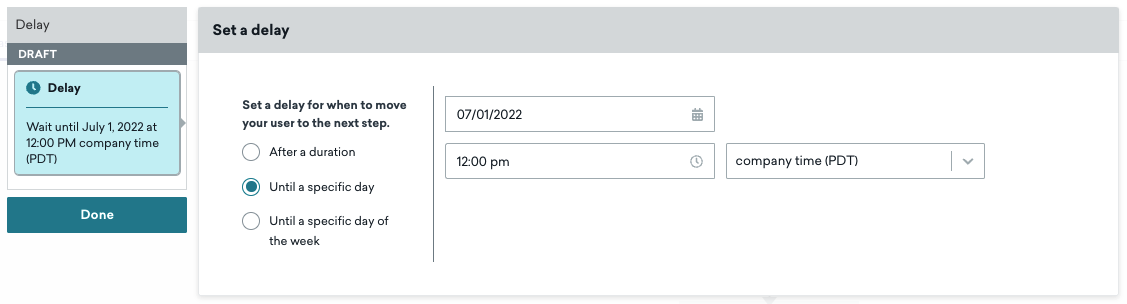 Delay
DRAFT
Delay
Wait until July 1, 2022 at
12:00 PM company time
(PDT)
Done
Set a delay
Set a delay for when to move
your user to the next step.
After a duration
Until a specific day
Until a specific day of
the week
07/01/2022
12:00 pm
company time (PDT)